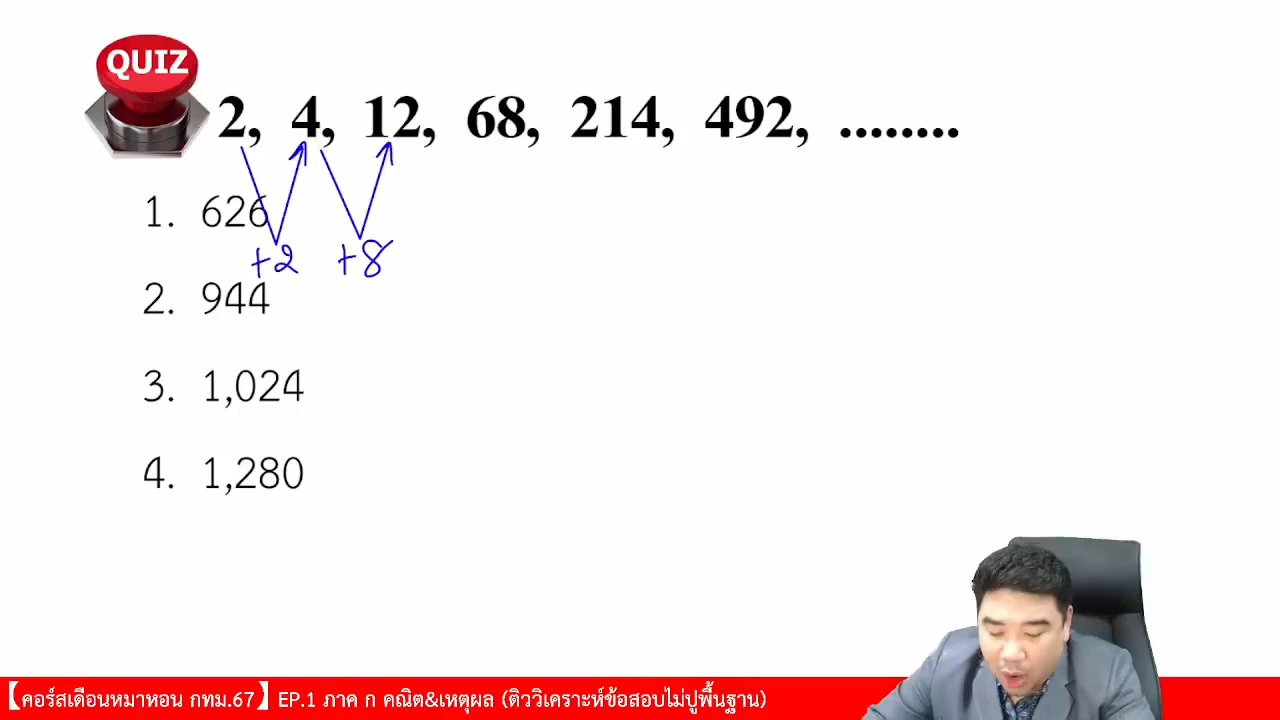 QUIZ
2, 4, 12, 68, 214, 492, ........
1. 626
+2 +8
2. 944
3. 1,024
4. 1,280
【คอร์สเดือนหมาหอน กทม.67】 EP.1 ภาค ก คณิต&เหตุผล (ติววิเคราะห์ข้อสอบไม่ปูพื้นฐาน)